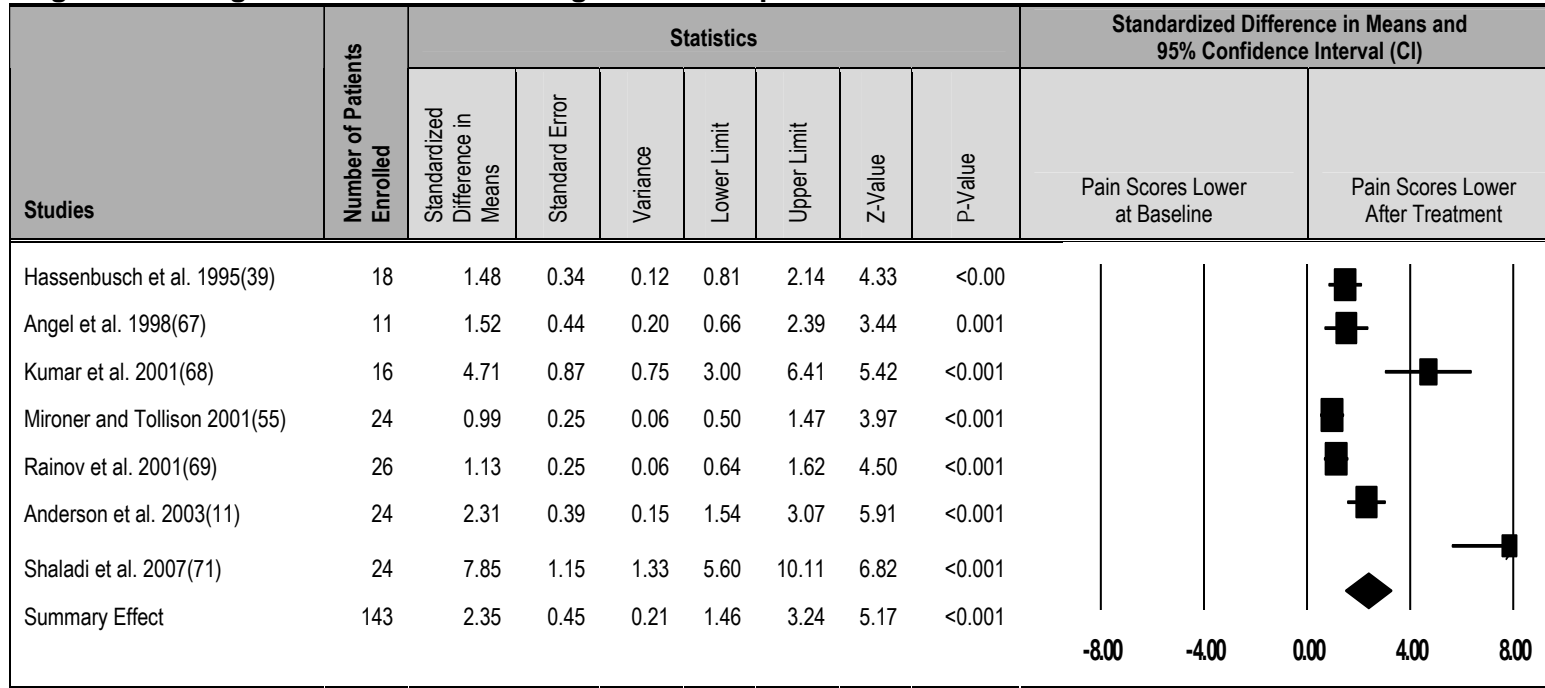 Statistics
Standardized Difference in Means and
95% Confidence Interval (CI)
Studies
Number of Patients
Enrolled
Standardized
Difference in
Means
Standard Error
Variance
Lower Limit
Upper Limit
Z-Value
P-Value
Pain Scores Lower
at Baseline
Pain Scores Lower
After Treatment
Hassenbusch et al. 1995(39) 18 1.48 0.34 0.12 0.81 2.14 4.33 <0.00
Angel et al. 1998(67) 11 1.52 0.44 0.20 0.66 2.39 3.44 0.001
Kumar et al. 2001(68) 16 4.71 0.87 0.75 3.00 6.41 5.42 <0.001
Mironer and Tollison 2001(55) 24 0.99 0.25 0.06 0.50 1.47 3.97 <0.001
Rainov et al. 2001(69) 26 1.13 0.25 0.06 0.64 1.62 4.50 <0.001
Anderson et al. 2003(11) 24 2.31 0.39 0.15 1.54 3.07 5.91 <0.001
Shaladi et al. 2007(71) 24 7.85 1.15 1.33 5.60 10.11 6.82 <0.001
Summary Effect 143 2.35 0.45 0.21 1.46 3.24 5.17 <0.001
-8.00 -4.00 0.00 4.00 8.00